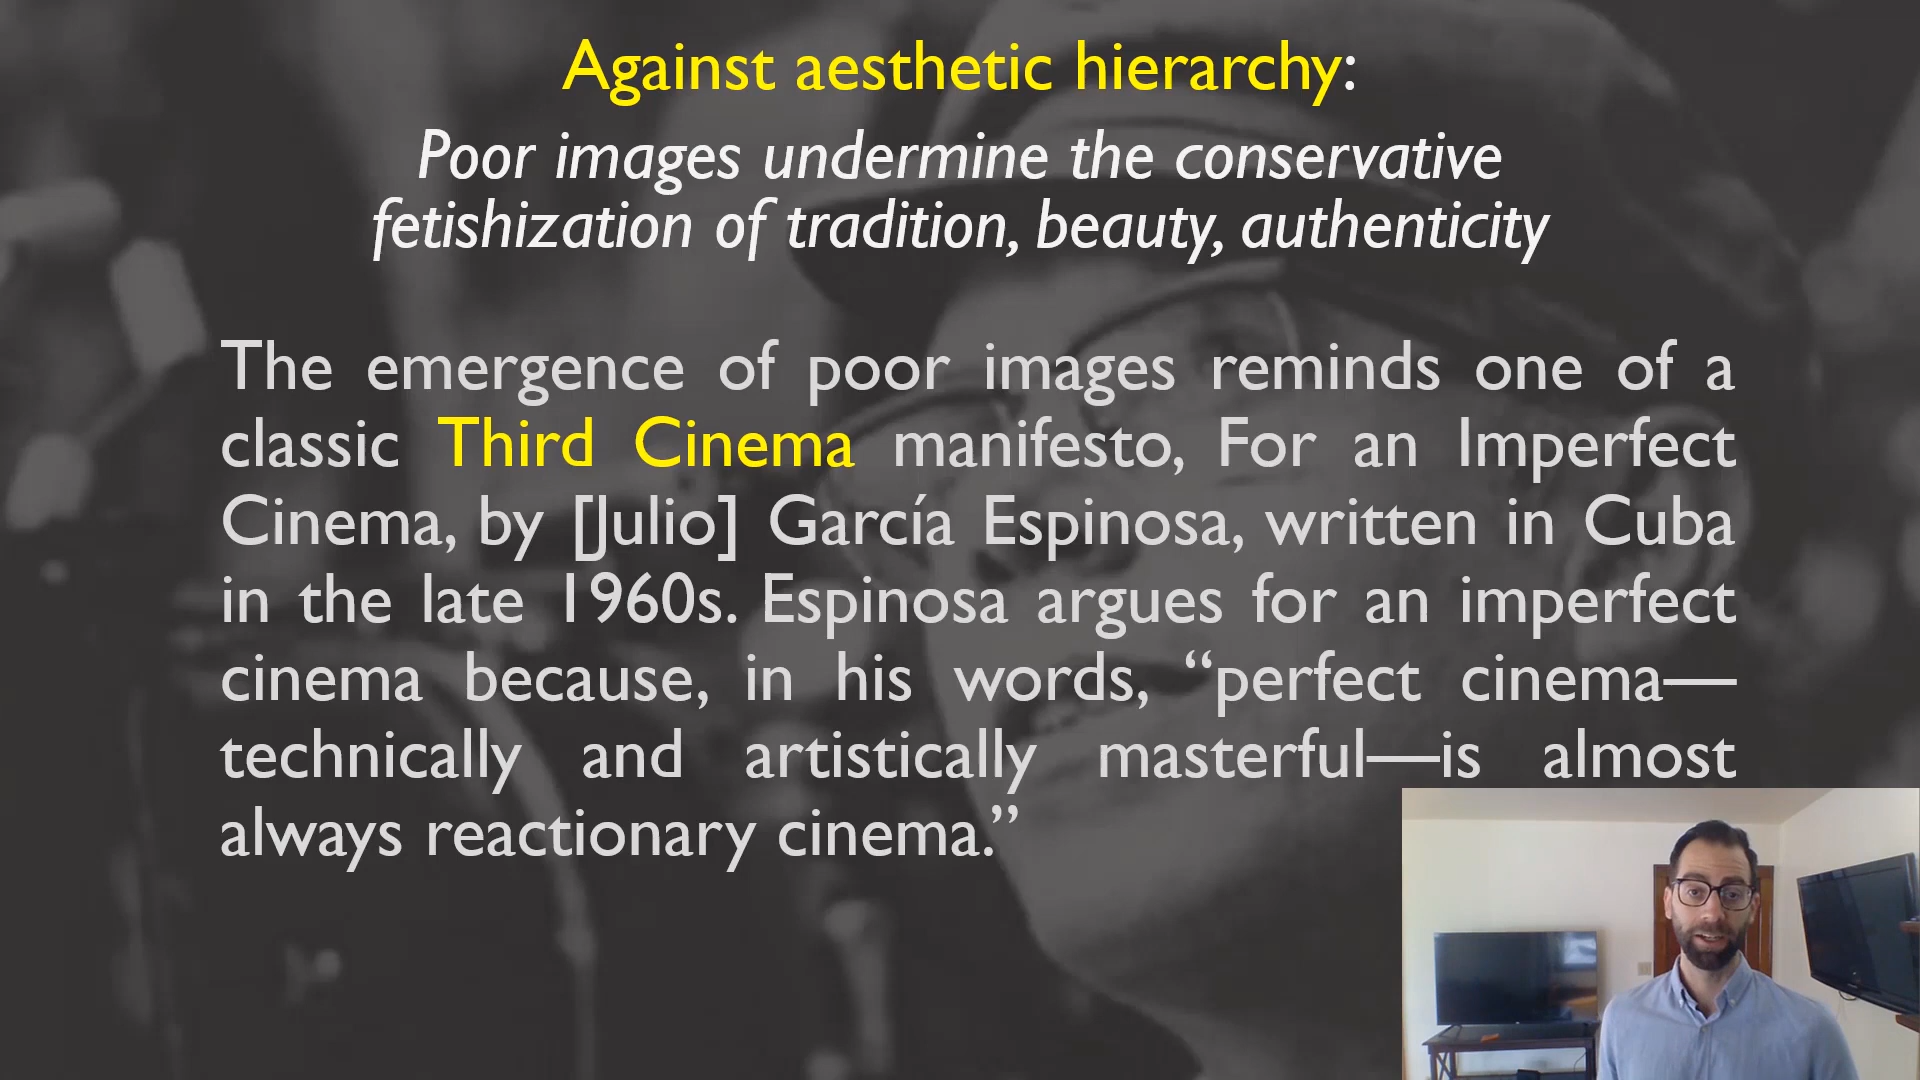 Against aesthetic hierarchy:
Poor images undermine the conservative
fetishization of tradition, beauty, authenticity
The emergence of poor images reminds one of a
classic Third Cinema manifesto, For an Imperfect
Cinema, by [Julio] García Espinosa, written in Cuba
in the late 1960s. Espinosa argues for an imperfect
cinema because, in his words, “perfect cinema—
technically and artistically masterful—is almost
always reactionary cinema.”